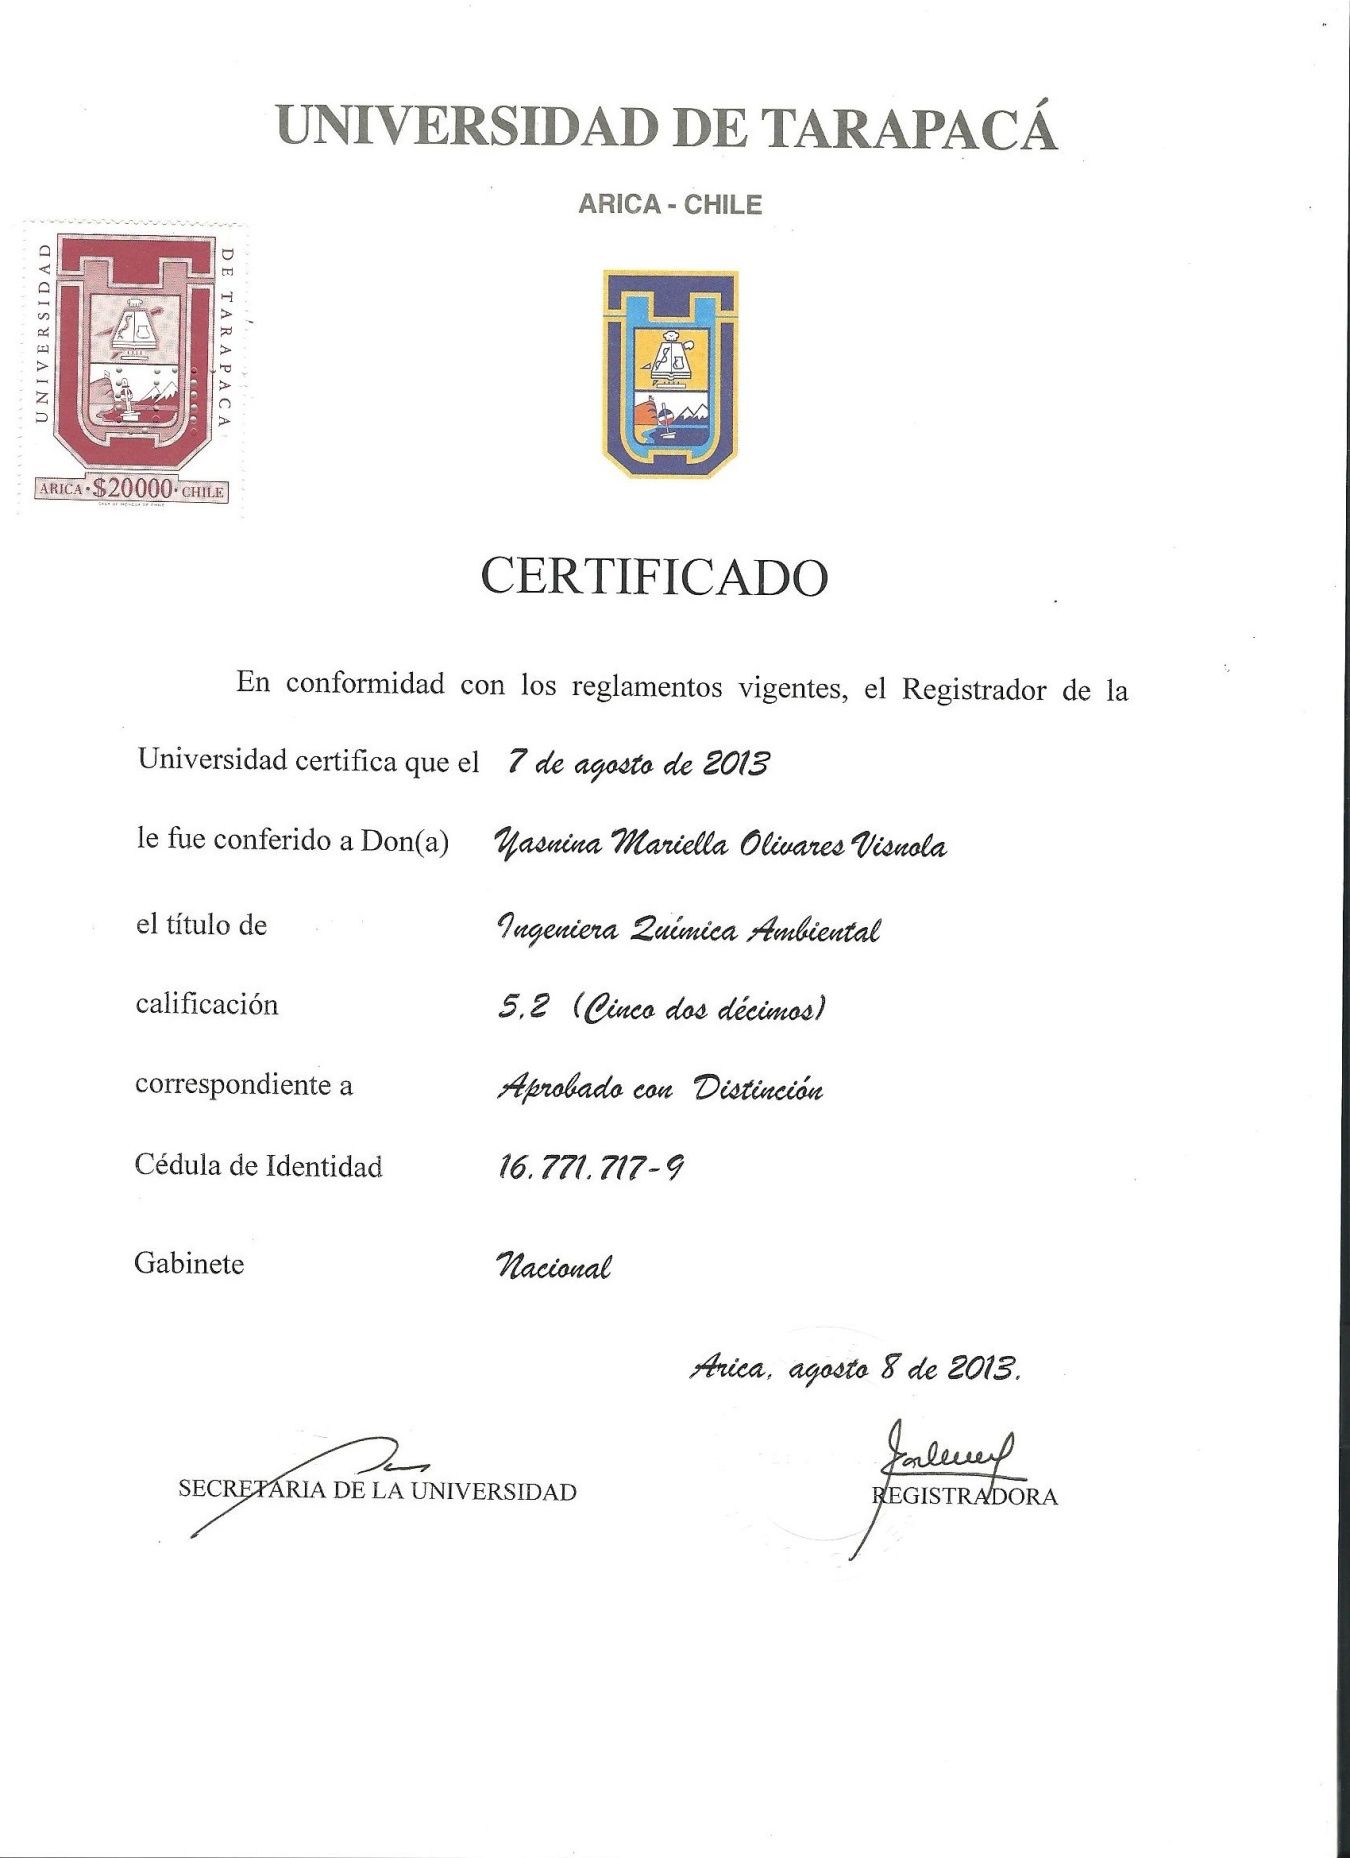 UNIVERSIDAD DE TARAPACÁ
ARICA - CHILE
UNIVERSIDAD
DE TARAPACA
ARICA · $20000 · CHILE
CERTIFICADO
En conformidad con los reglamentos vigentes, el Registrador de la
Universidad certifica que el 7 de agosto de 2013
le fue conferido a Don(a) Yasnina Mariella Olivares Visnola
el título de Ingeniera Química Ambiental
calificación 5,2 (Cinco dos décimos)
correspondiente a Aprobado con Distinción
Cédula de Identidad 16.771.717-9
Gabinete Nacional
Arica, agosto 8 de 2013.
SECRETARIA DE LA UNIVERSIDAD
REGISTRADORA